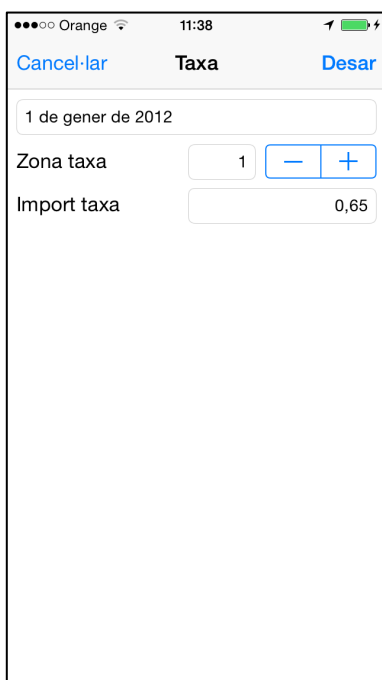 Orange 11:38
Cancel·lar Taxa Desar
1 de gener de 2012
Zona taxa 1 — +
Import taxa 0,65